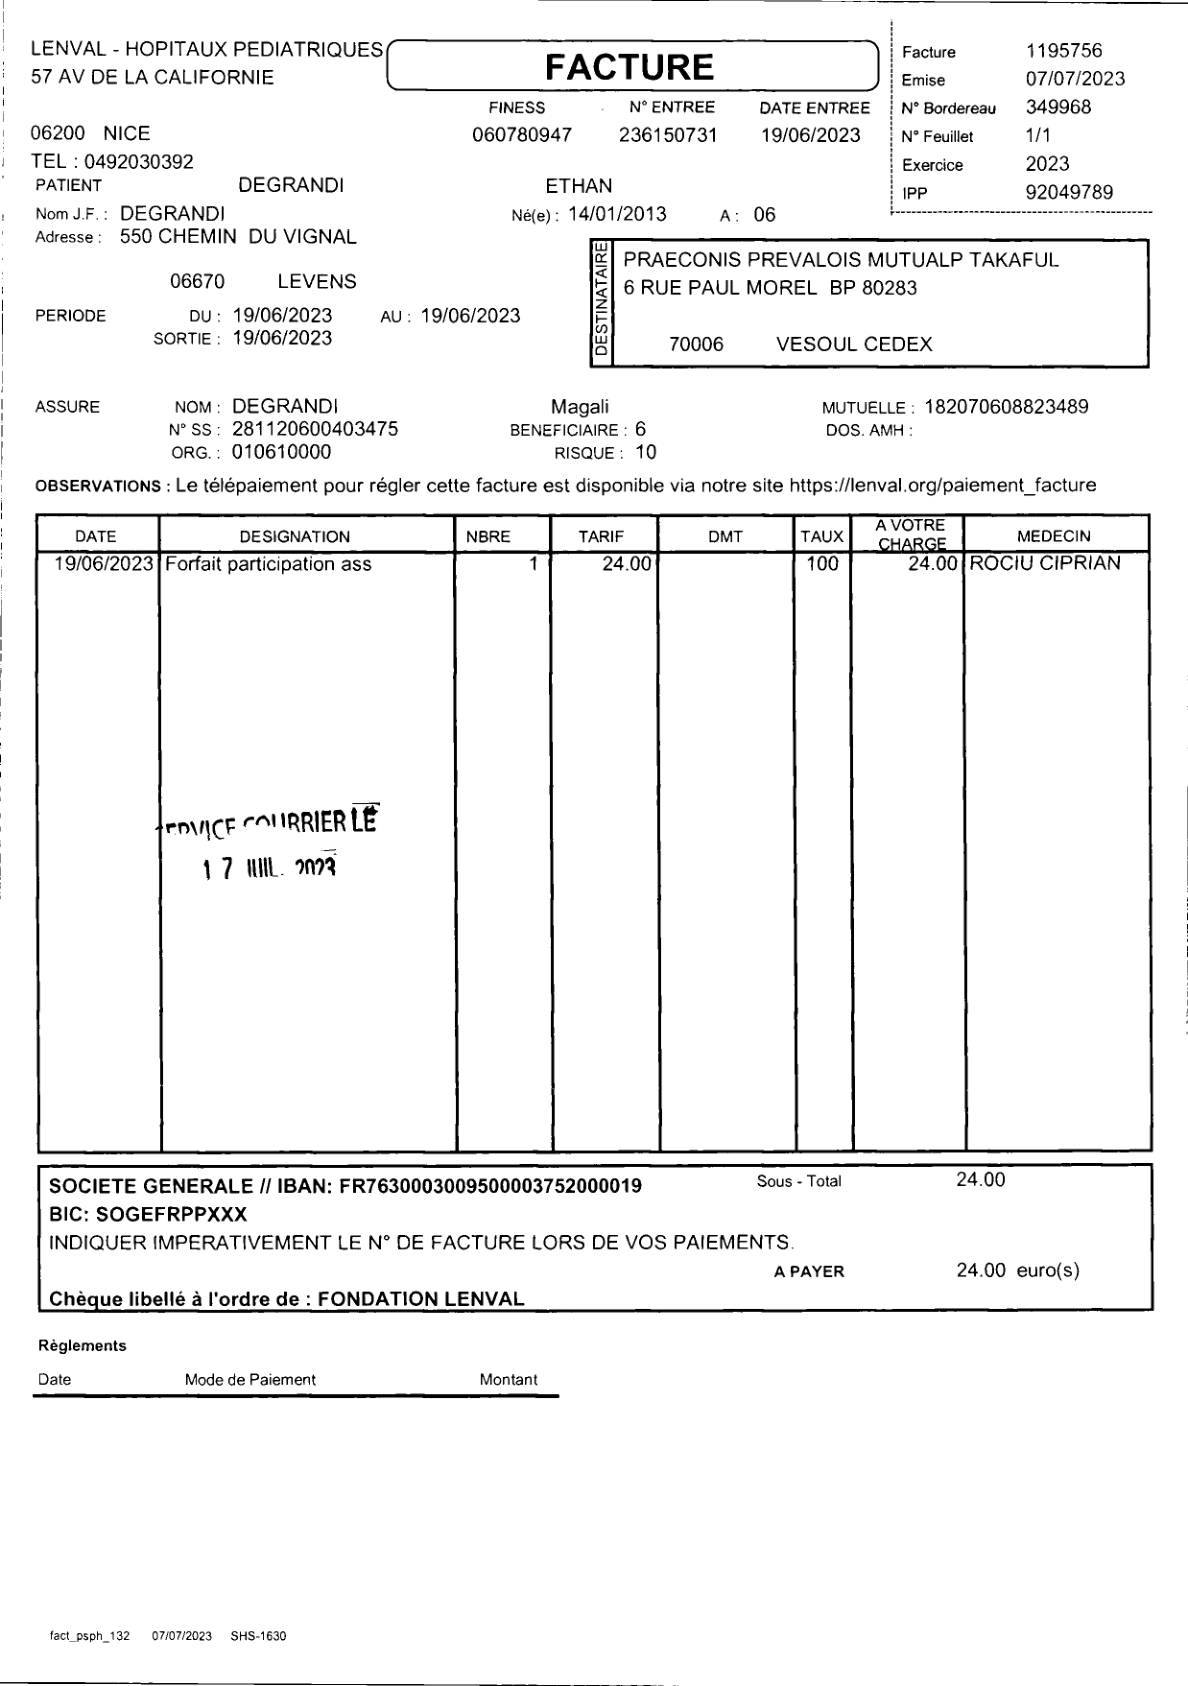 LENVAL - HOPITAUX PEDIATRIQUES
57 AV DE LA CALIFORNIE
06200 NICE
TEL : 0492030392
FACTURE
FINESS N° ENTREE DATE ENTREE
060780947 236150731 19/06/2023
Facture 1195756
Emise 07/07/2023
N° Bordereau 349968
N° Feuillet 1/1
Exercice 2023
IPP 92049789
PATIENT DEGRANDI ETHAN
Nom J.F. : DEGRANDI Né(e) : 14/01/2013 A : 06
Adresse : 550 CHEMIN DU VIGNAL
06670 LEVENS
PERIODE DU : 19/06/2023 AU : 19/06/2023
SORTIE : 19/06/2023
DESTINATAIRE
PRAECONIS PREVALOIS MUTUALP TAKAFUL
6 RUE PAUL MOREL BP 80283
70006 VESOUL CEDEX
ASSURE NOM : DEGRANDI Magali MUTUELLE : 182070608823489
N° SS : 281120600403475 BENEFICIAIRE : 6 DOS. AMH :
ORG. : 010610000 RISQUE : 10
OBSERVATIONS : Le télépaiement pour régler cette facture est disponible via notre site https://lenval.org/paiement_facture
DATE DESIGNATION NBRE TARIF DMT TAUX A VOTRE CHARGE MEDECIN
19/06/2023 Forfait participation ass 1 24.00 100 24.00 ROCIU CIPRIAN
COURRIER LE
17 JUIL. 2023
SOCIETE GENERALE // IBAN: FR7630003009500003752000019 Sous - Total 24.00
BIC: SOGEFRPPXXX
INDIQUER IMPERATIVEMENT LE N° DE FACTURE LORS DE VOS PAIEMENTS.
A PAYER 24.00 euro(s)
Chèque libellé à l'ordre de : FONDATION LENVAL
Règlements
Date Mode de Paiement Montant
fact_psph_132 07/07/2023 SHS-1630